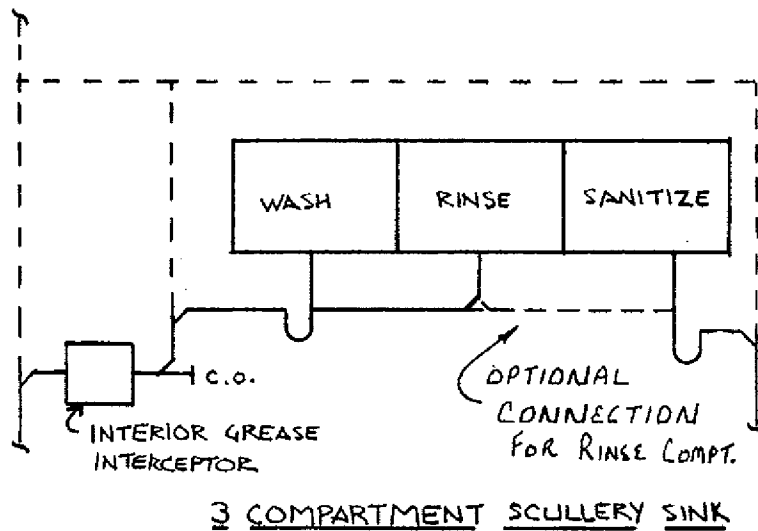 WASH RINSE SANITIZE
C.O.
OPTIONAL
CONNECTION
FOR RINSE COMPT.
INTERIOR GREASE
INTERCEPTOR
3 COMPARTMENT SCULLERY SINK